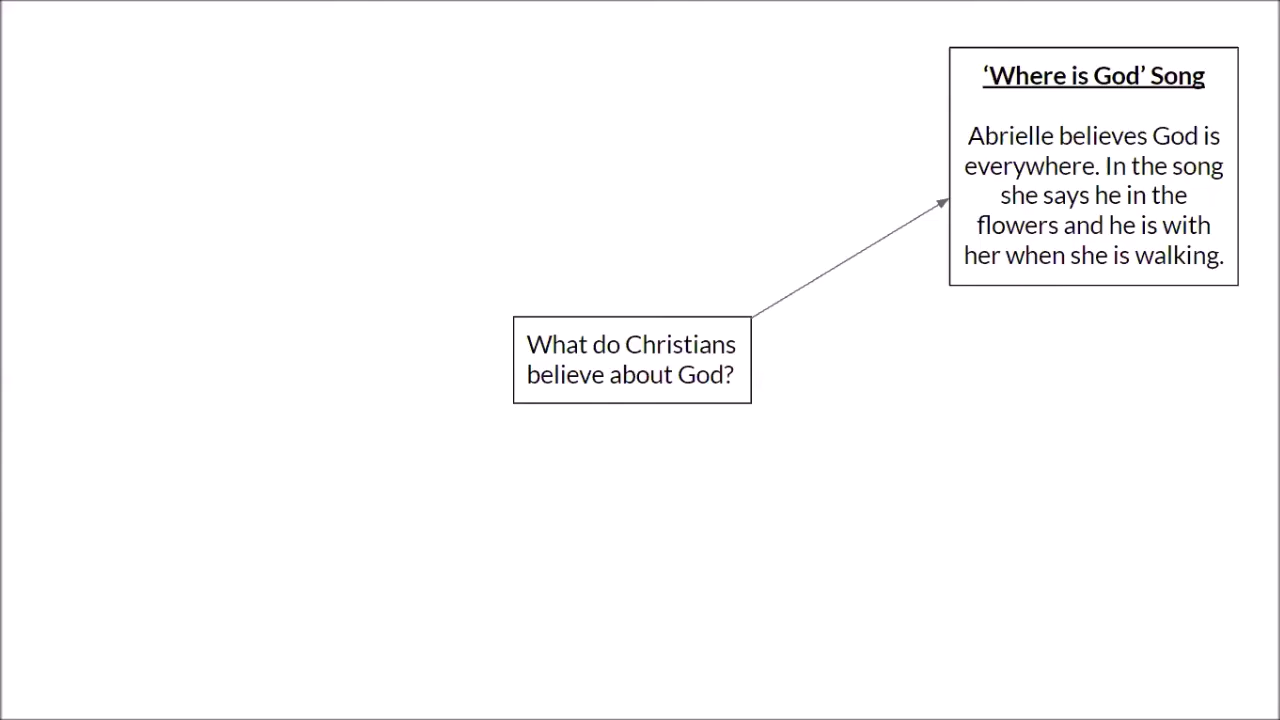 ‘Where is God’ Song
Abrielle believes God is
everywhere. In the song
she says he in the
flowers and he is with
her when she is walking.
What do Christians
believe about God?